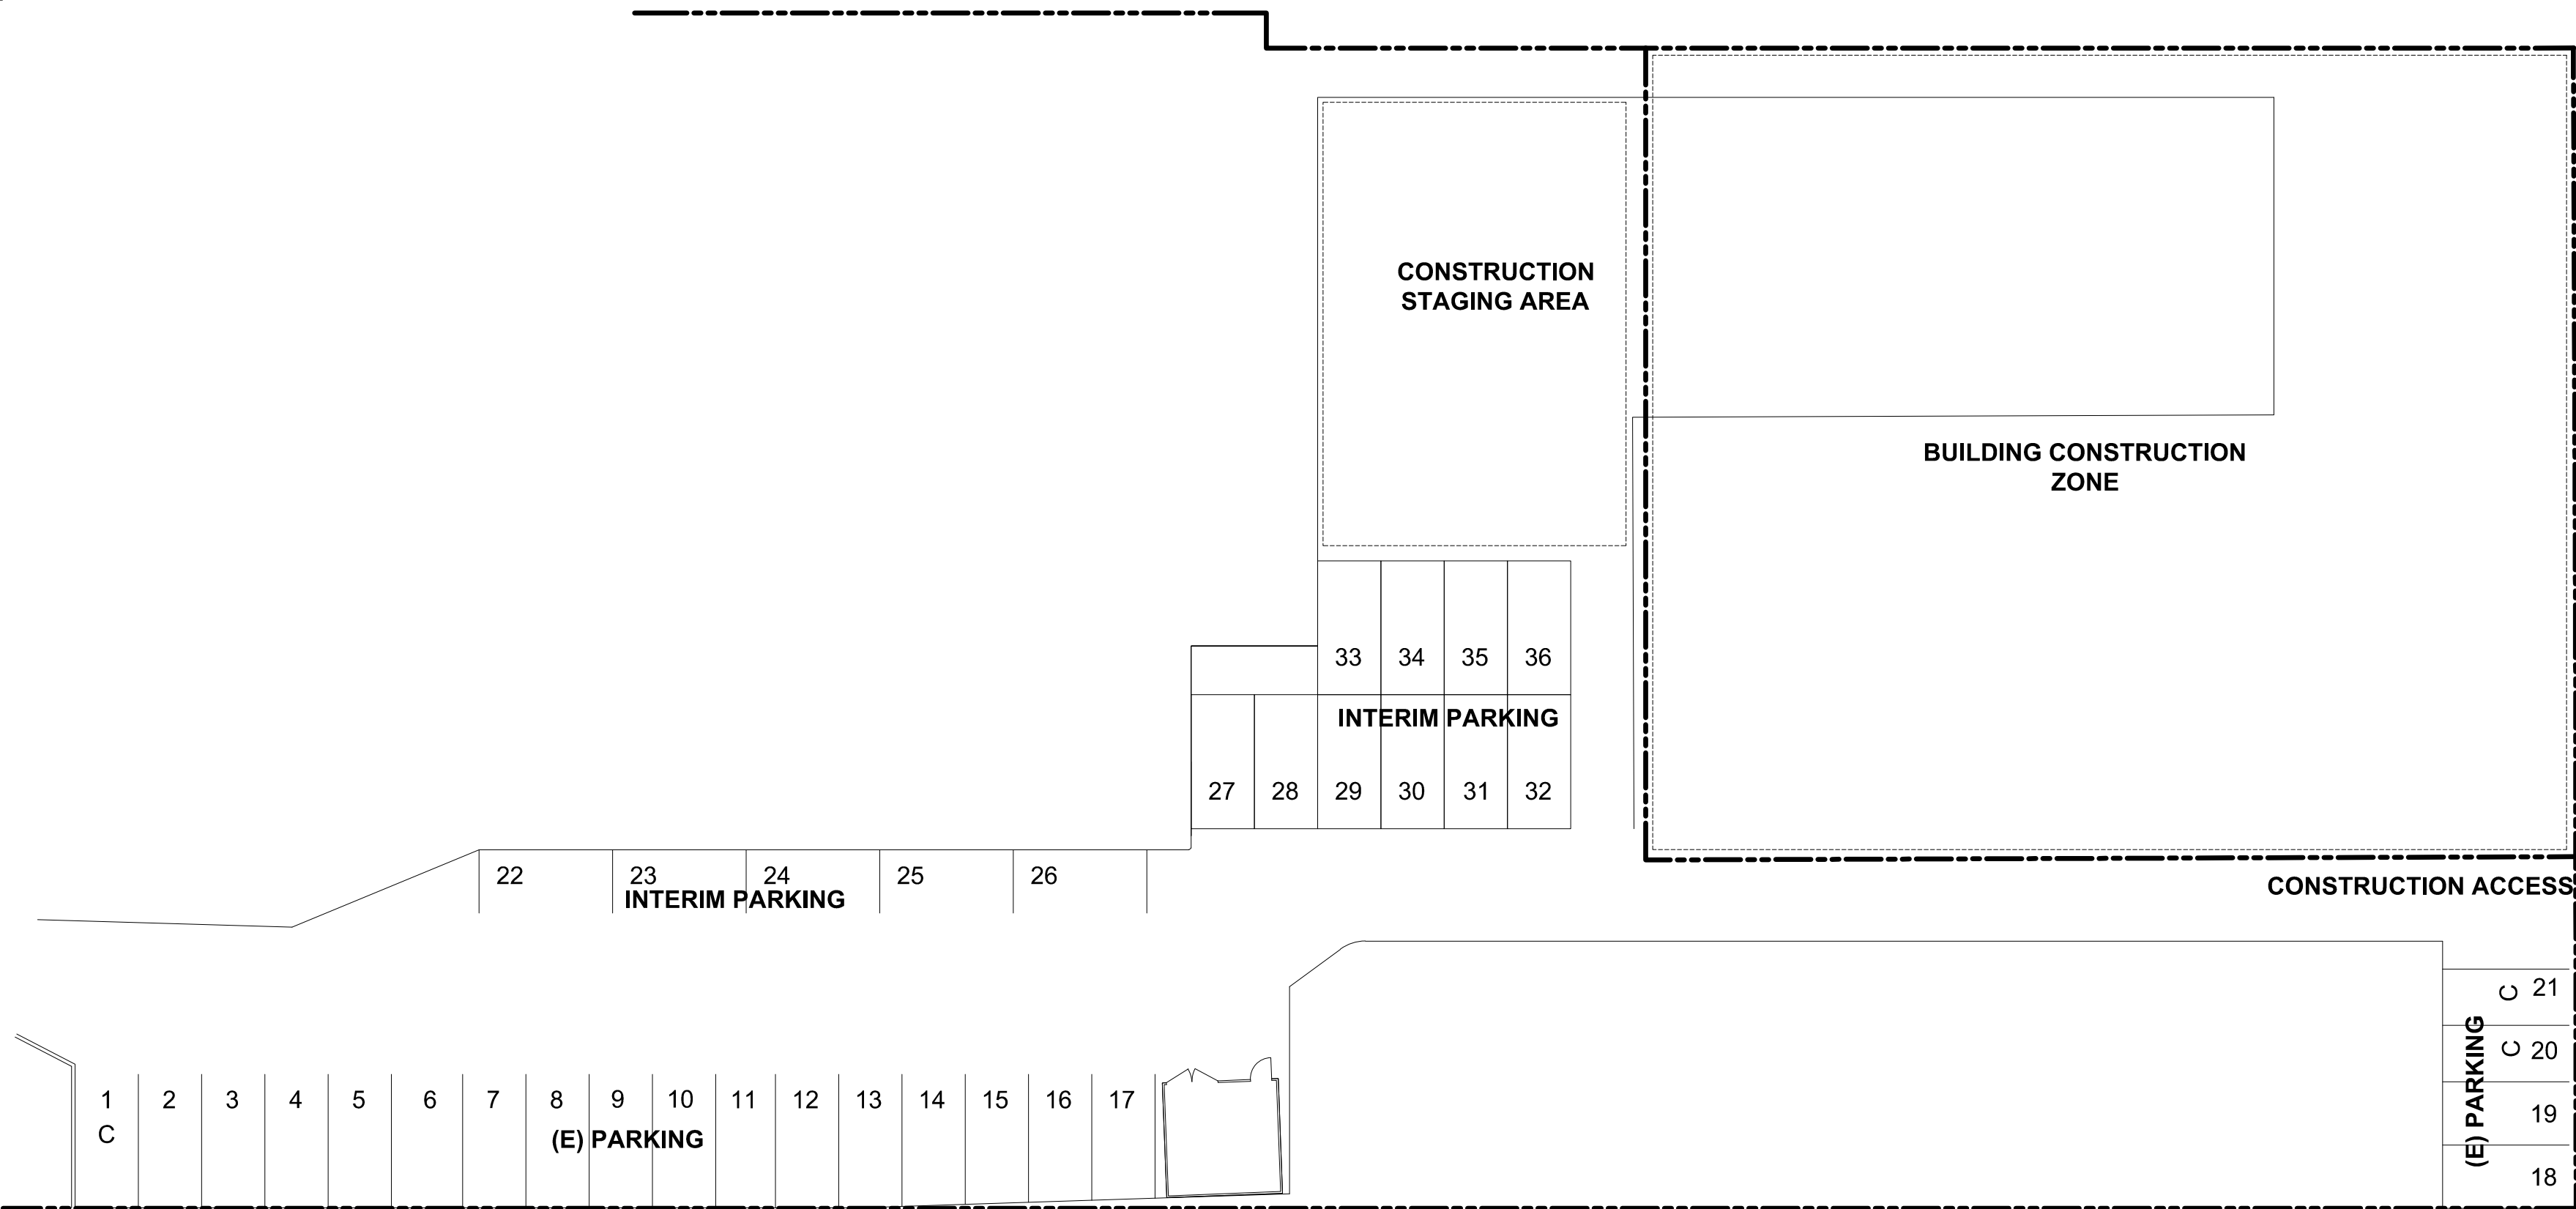 CONSTRUCTION
STAGING AREA
BUILDING CONSTRUCTION
ZONE
33 34 35 36
INTERIM PARKING
27 28 29 30 31 32
22 23 24 25 26
INTERIM PARKING
CONSTRUCTION ACCESS
C 21
C 20
19
18
(E) PARKING
1 2 3 4 5 6 7 8 9 10 11 12 13 14 15 16 17
C
(E) PARKING